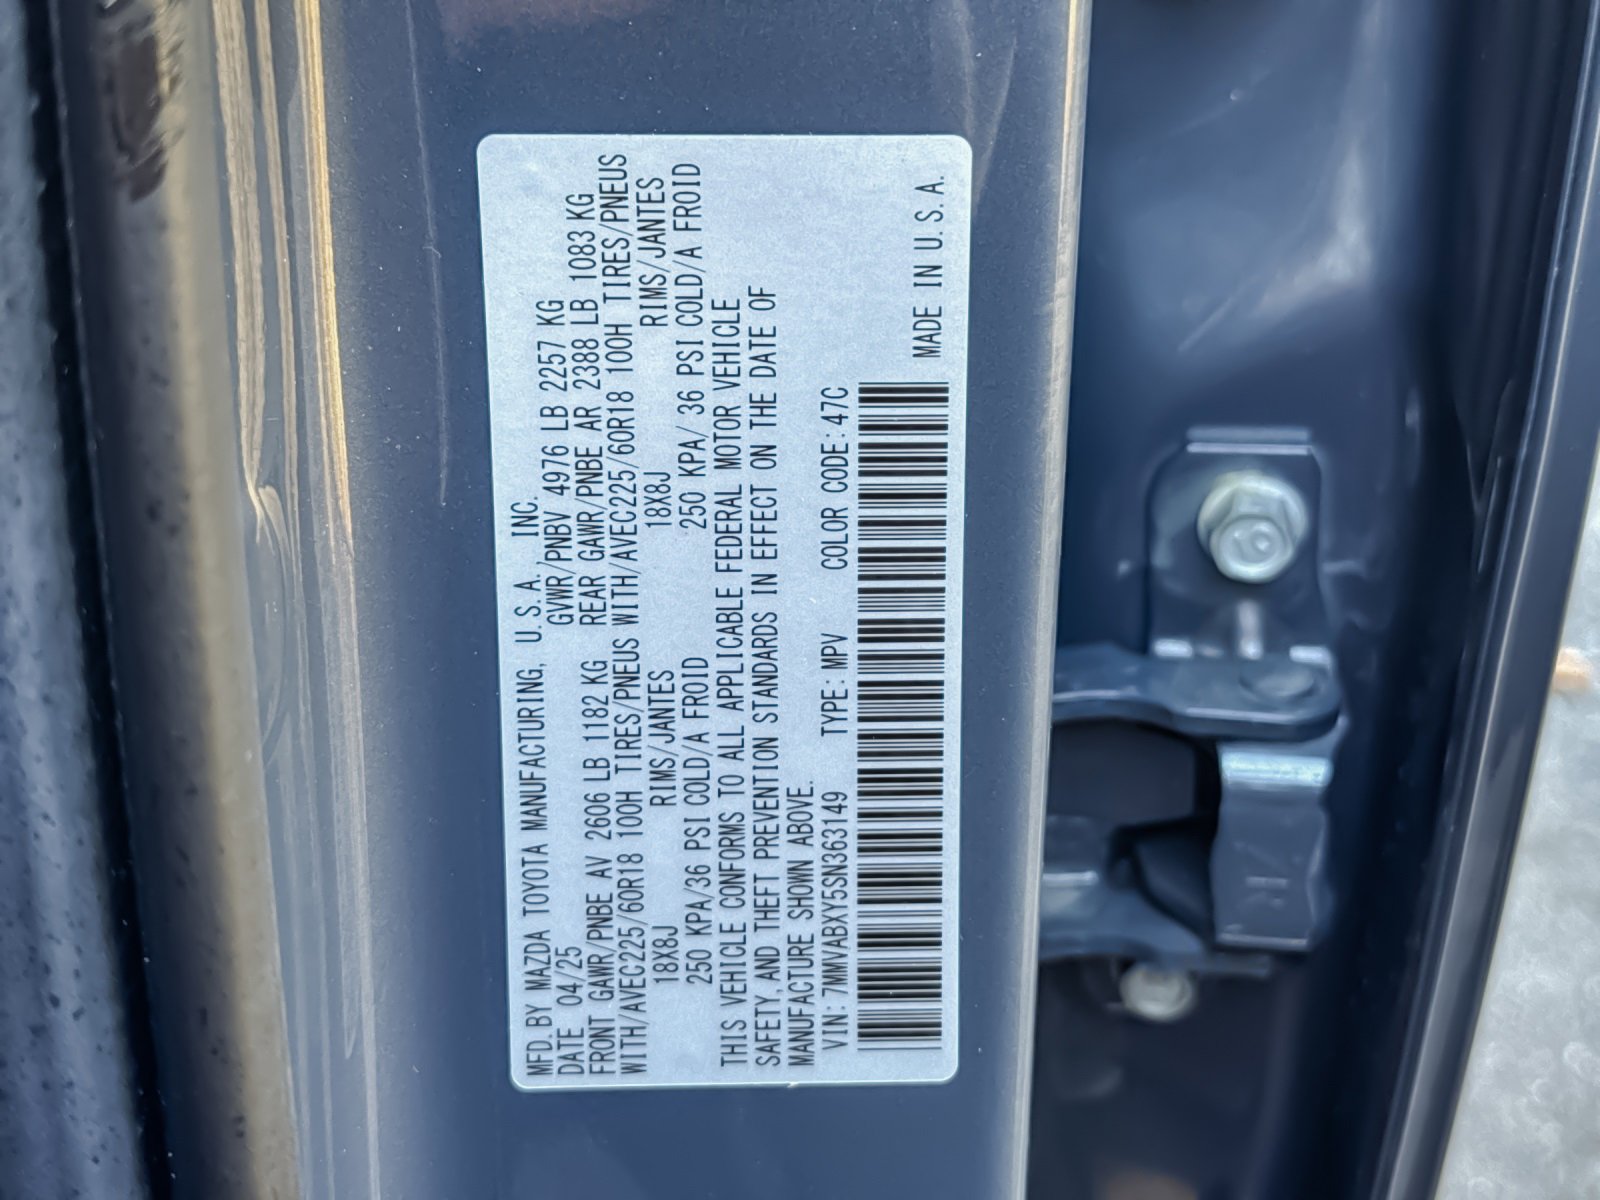 MFD. BY MAZDA TOYOTA MANUFACTURING, U.S.A., INC.
DATE 04/25 GVWR/PNBV 4976 LB 2257 KG
FRONT GAWR/PNBE AV 2606 LB 1182 KG REAR GAWR/PNBE AR 2388 LB 1083 KG
WITH/AVEC225/60R18 100H TIRES/PNEUS WITH/AVEC225/60R18 100H TIRES/PNEUS
18X8J RIMS/JANTES 18X8J RIMS/JANTES
250 KPA/36 PSI COLD/A FROID 250 KPA/ 36 PSI COLD/A FROID
THIS VEHICLE CONFORMS TO ALL APPLICABLE FEDERAL MOTOR VEHICLE
SAFETY, AND THEFT PREVENTION STANDARDS IN EFFECT ON THE DATE OF
MANUFACTURE SHOWN ABOVE.
VIN: 7MMVABXY5SN363149 TYPE: MPV COLOR CODE: 47C
MADE IN U.S.A.